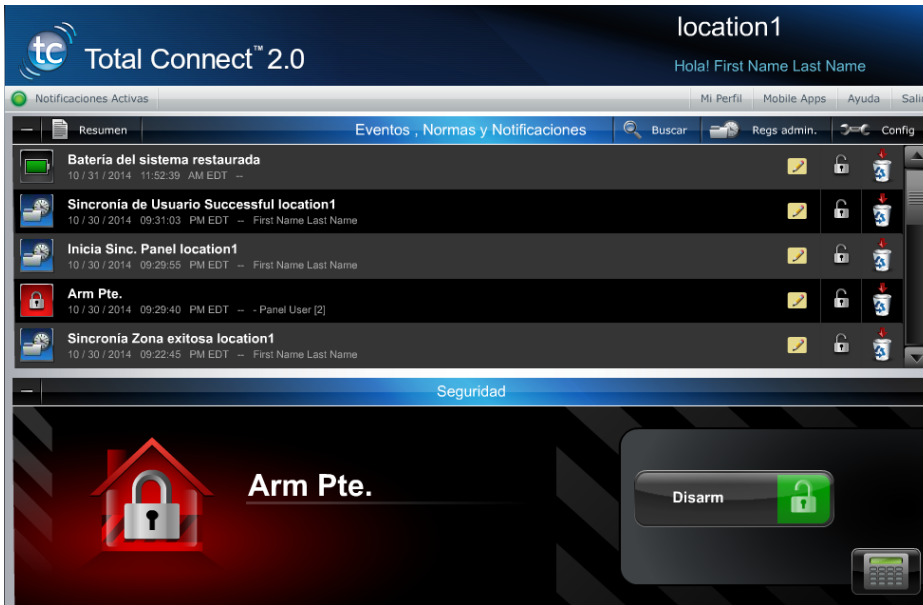 location1
tc Total Connect™ 2.0
Hola! First Name Last Name
Notificaciones Activas Mi Perfil Mobile Apps Ayuda
Resumen Eventos , Normas y Notificaciones Buscar Regs admin. Config
Batería del sistema restaurada
10 / 31 / 2014 11:52:39 AM EDT --
Sincronía de Usuario Successful location1
10 / 30 / 2014 09:31:03 PM EDT -- First Name Last Name
Inicia Sinc. Panel location1
10 / 30 / 2014 09:29:55 PM EDT -- First Name Last Name
Arm Pte.
10 / 30 / 2014 09:29:40 PM EDT -- - Panel User [2]
Sincronía Zona exitosa location1
10 / 30 / 2014 09:22:45 PM EDT -- First Name Last Name
Seguridad
Arm Pte.
Disarm